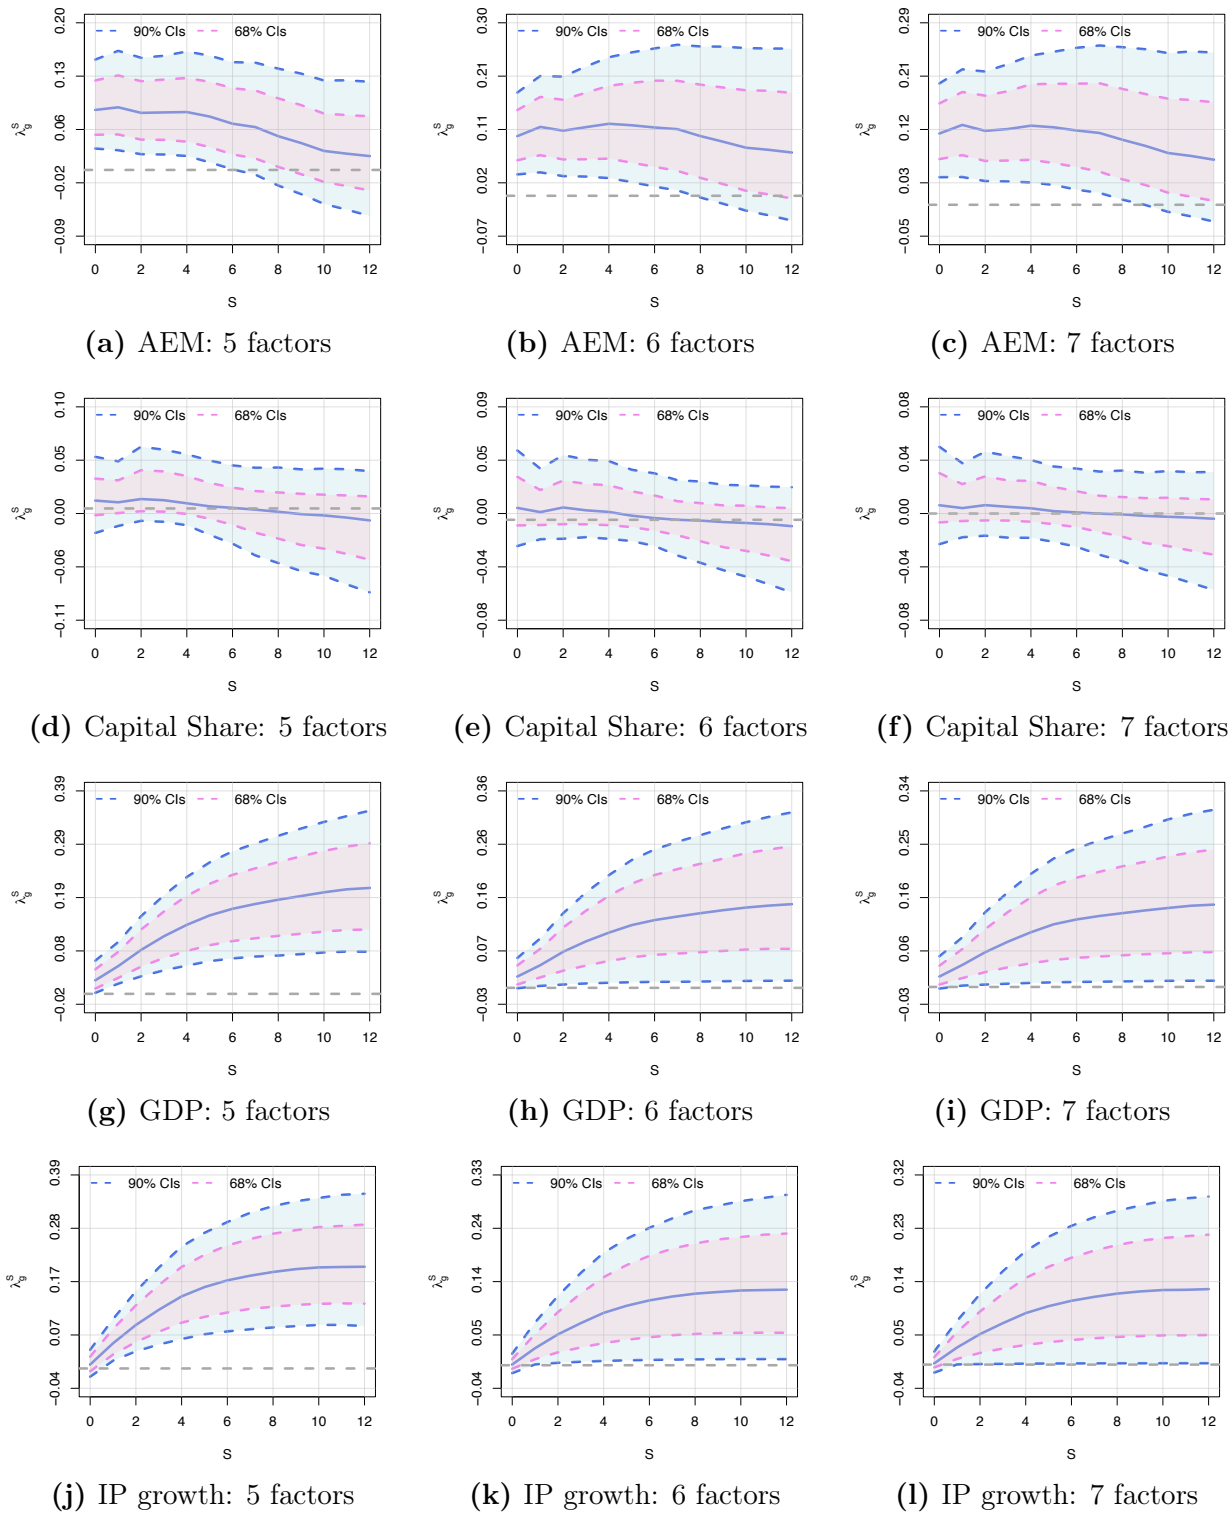 90% CIs 68% CIs
0.20
0.13
0.06
−0.02
−0.09
λ_g^S
0 2 4 6 8 10 12
S
(a) AEM: 5 factors
90% CIs 68% CIs
0.30
0.21
0.11
0.02
−0.07
λ_g^S
0 2 4 6 8 10 12
S
(b) AEM: 6 factors
90% CIs 68% CIs
0.29
0.21
0.12
0.03
−0.05
λ_g^S
0 2 4 6 8 10 12
S
(c) AEM: 7 factors
90% CIs 68% CIs
0.10
0.05
0.00
−0.06
−0.11
λ_g^S
0 2 4 6 8 10 12
S
(d) Capital Share: 5 factors
90% CIs 68% CIs
0.09
0.05
0.00
−0.04
−0.08
λ_g^S
0 2 4 6 8 10 12
S
(e) Capital Share: 6 factors
90% CIs 68% CIs
0.08
0.04
0.00
−0.04
−0.08
λ_g^S
0 2 4 6 8 10 12
S
(f) Capital Share: 7 factors
90% CIs 68% CIs
0.39
0.29
0.19
0.08
−0.02
λ_g^S
0 2 4 6 8 10 12
S
(g) GDP: 5 factors
90% CIs 68% CIs
0.36
0.26
0.16
0.07
−0.03
λ_g^S
0 2 4 6 8 10 12
S
(h) GDP: 6 factors
90% CIs 68% CIs
0.34
0.25
0.16
0.06
−0.03
λ_g^S
0 2 4 6 8 10 12
S
(i) GDP: 7 factors
90% CIs 68% CIs
0.39
0.28
0.17
0.07
−0.04
λ_g^S
0 2 4 6 8 10 12
S
(j) IP growth: 5 factors
90% CIs 68% CIs
0.33
0.24
0.14
0.05
−0.04
λ_g^S
0 2 4 6 8 10 12
S
(k) IP growth: 6 factors
90% CIs 68% CIs
0.32
0.23
0.14
0.05
−0.04
λ_g^S
0 2 4 6 8 10 12
S
(l) IP growth: 7 factors